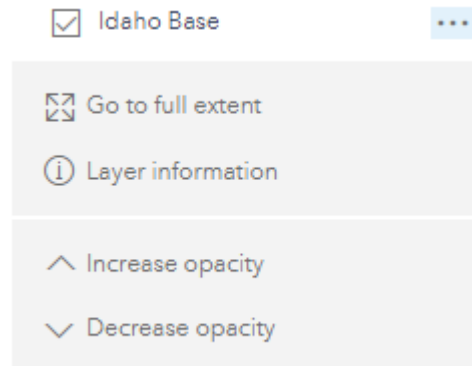 Idaho Base
Go to full extent
Layer information
Increase opacity
Decrease opacity